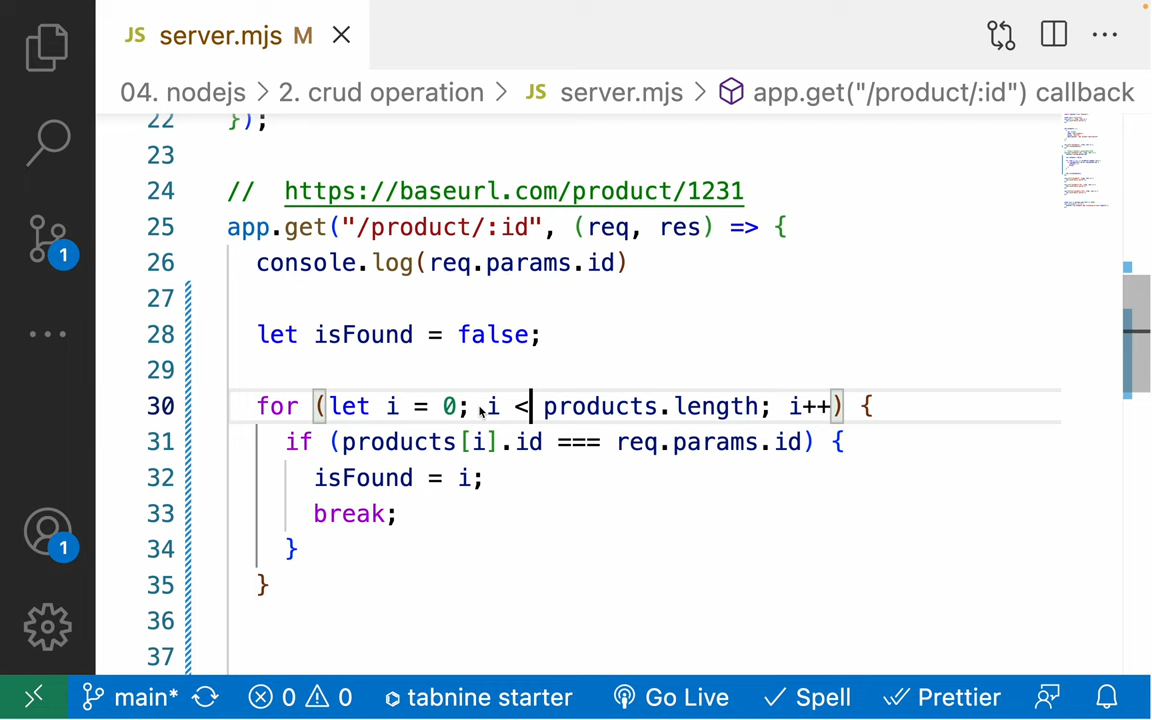 JS server.mjs M
04. nodejs > 2. crud operation > JS server.mjs > app.get("/product/:id") callback
22 });
23
24 // https://baseurl.com/product/1231
25 app.get("/product/:id", (req, res) => {
26 console.log(req.params.id)
27
28 let isFound = false;
29
30 for (let i = 0; i < products.length; i++) {
31 if (products[i].id === req.params.id) {
32 isFound = i;
33 break;
34 }
35 }
36
37
1
1
main* 0 0 tabnine starter Go Live Spell Prettier